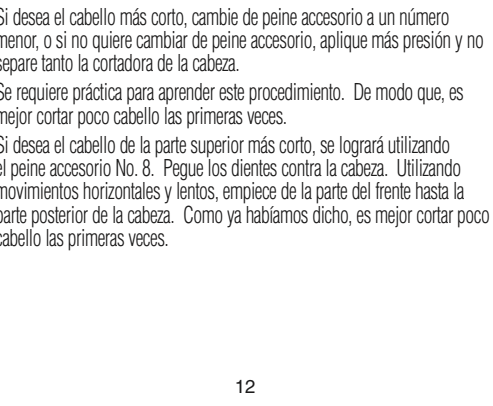 Si desea el cabello más corto, cambie de peine accesorio a un número
menor, o si no quiere cambiar de peine accesorio, aplique más presión y no
separe tanto la cortadora de la cabeza.
Se requiere práctica para aprender este procedimiento.  De modo que, es
mejor cortar poco cabello las primeras veces.
Si desea el cabello de la parte superior más corto, se logrará utilizando
el peine accesorio No. 8.  Pegue los dientes contra la cabeza.  Utilizando
movimientos horizontales y lentos, empiece de la parte del frente hasta la
parte posterior de la cabeza.  Como ya habíamos dicho, es mejor cortar poco
cabello las primeras veces.
12